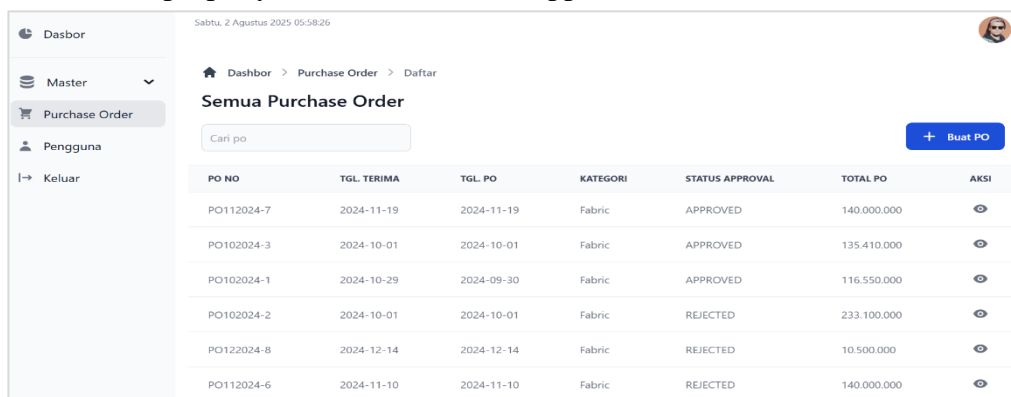 Sabtu, 2 Agustus 2025 05:58:26
Dasbor
Master
Purchase Order
Pengguna
Keluar
Dashbor > Purchase Order > Daftar
Semua Purchase Order
Cari po
+ Buat PO
PO NO TGL. TERIMA TGL. PO KATEGORI STATUS APPROVAL TOTAL PO AKSI
PO112024-7 2024-11-19 2024-11-19 Fabric APPROVED 140.000.000
PO102024-3 2024-10-01 2024-10-01 Fabric APPROVED 135.410.000
PO102024-1 2024-10-29 2024-09-30 Fabric APPROVED 116.550.000
PO102024-2 2024-10-01 2024-10-01 Fabric REJECTED 233.100.000
PO122024-8 2024-12-14 2024-12-14 Fabric REJECTED 10.500.000
PO112024-6 2024-11-10 2024-11-10 Fabric REJECTED 140.000.000